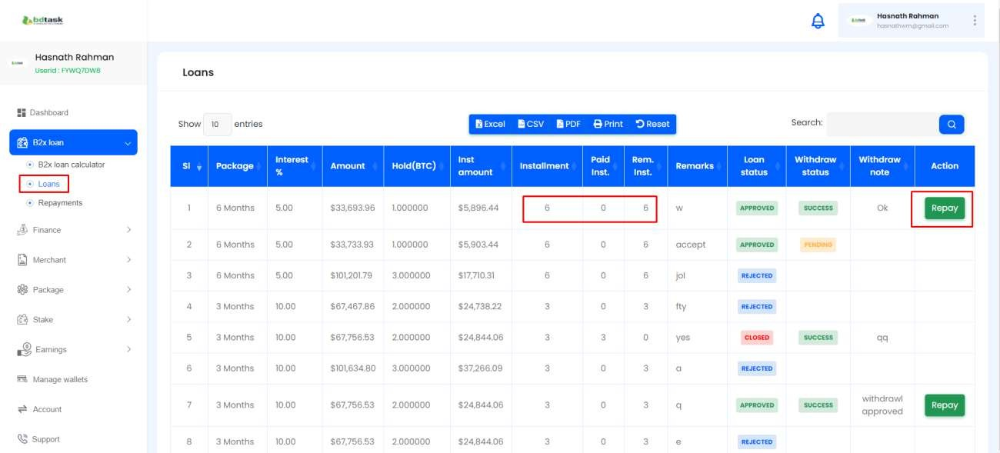 bdtask
Hasnath Rahman
hasnathwm@gmail.com
Hasnath Rahman
Userid : FYWQ7DW8
Dashboard
B2x loan
B2x loan calculator
Loans
Repayments
Finance
Merchant
Package
Stake
Earnings
Manage wallets
Account
Support
Loans
Show 10 entries
Excel CSV PDF Print Reset
Search:
Sl Package Interest % Amount Hold(BTC) Inst amount Installment Paid Inst. Rem. Inst. Remarks Loan status Withdraw status Withdraw note Action
1 6 Months 5.00 $33,693.96 1.000000 $5,896.44 6 0 6 w APPROVED SUCCESS Ok Repay
2 6 Months 5.00 $33,733.93 1.000000 $5,903.44 6 0 6 accept APPROVED PENDING
3 6 Months 5.00 $101,201.79 3.000000 $17,710.31 6 0 6 jol REJECTED
4 3 Months 10.00 $67,467.86 2.000000 $24,738.22 3 0 3 fty REJECTED
5 3 Months 10.00 $67,756.53 2.000000 $24,844.06 3 3 0 yes CLOSED SUCCESS qq
6 3 Months 10.00 $101,634.80 3.000000 $37,266.09 3 0 3 a REJECTED
7 3 Months 10.00 $67,756.53 2.000000 $24,844.06 3 0 3 q APPROVED SUCCESS withdrawl approved Repay
8 3 Months 10.00 $67,756.53 2.000000 $24,844.06 3 0 3 e REJECTED